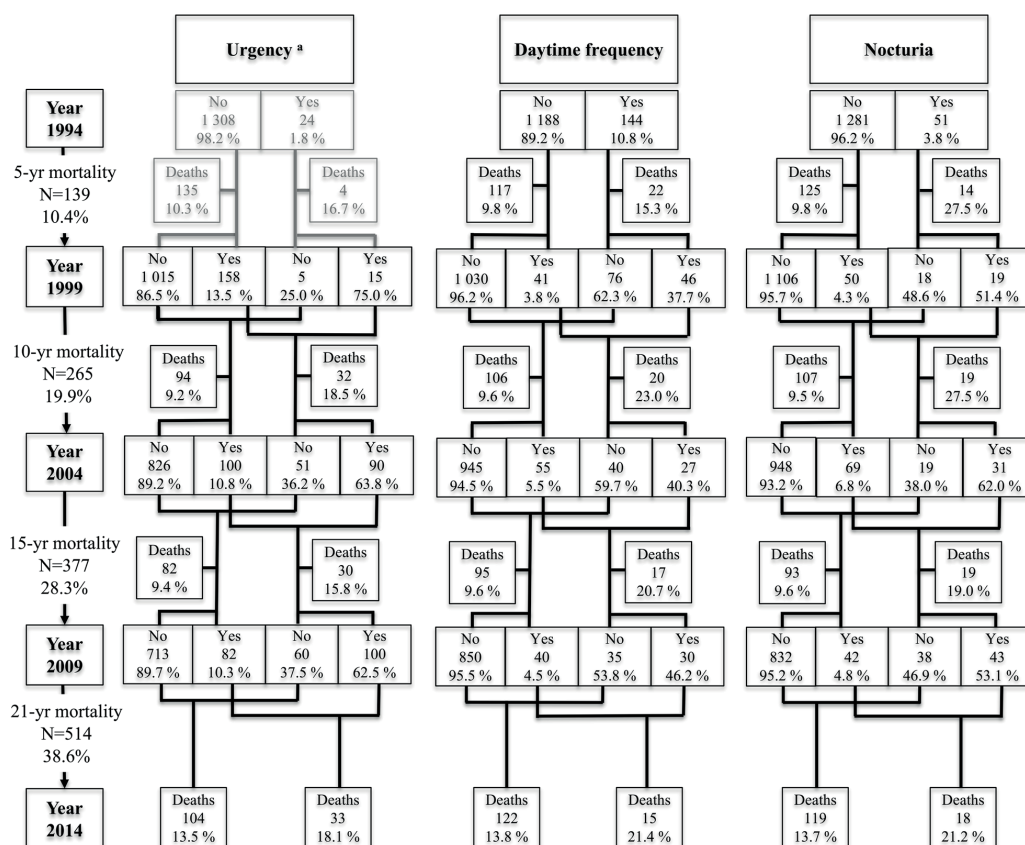 Urgency ᵃ
Daytime frequency
Nocturia
Year
1994
No
1 308
98.2 %
Yes
24
1.8 %
No
1 188
89.2 %
Yes
144
10.8 %
No
1 281
96.2 %
Yes
51
3.8 %
5-yr mortality
N=139
10.4%
Deaths
135
10.3 %
Deaths
4
16.7 %
Deaths
117
9.8 %
Deaths
22
15.3 %
Deaths
125
9.8 %
Deaths
14
27.5 %
Year
1999
No
1 015
86.5 %
Yes
158
13.5 %
No
5
25.0 %
Yes
15
75.0 %
No
1 030
96.2 %
Yes
41
3.8 %
No
76
62.3 %
Yes
46
37.7 %
No
1 106
95.7 %
Yes
50
4.3 %
No
18
48.6 %
Yes
19
51.4 %
10-yr mortality
N=265
19.9%
Deaths
94
9.2 %
Deaths
32
18.5 %
Deaths
106
9.6 %
Deaths
20
23.0 %
Deaths
107
9.5 %
Deaths
19
27.5 %
Year
2004
No
826
89.2 %
Yes
100
10.8 %
No
51
36.2 %
Yes
90
63.8 %
No
945
94.5 %
Yes
55
5.5 %
No
40
59.7 %
Yes
27
40.3 %
No
948
93.2 %
Yes
69
6.8 %
No
19
38.0 %
Yes
31
62.0 %
15-yr mortality
N=377
28.3%
Deaths
82
9.4 %
Deaths
30
15.8 %
Deaths
95
9.6 %
Deaths
17
20.7 %
Deaths
93
9.6 %
Deaths
19
19.0 %
Year
2009
No
713
89.7 %
Yes
82
10.3 %
No
60
37.5 %
Yes
100
62.5 %
No
850
95.5 %
Yes
40
4.5 %
No
35
53.8 %
Yes
30
46.2 %
No
832
95.2 %
Yes
42
4.8 %
No
38
46.9 %
Yes
43
53.1 %
21-yr mortality
N=514
38.6%
Year
2014
Deaths
104
13.5 %
Deaths
33
18.1 %
Deaths
122
13.8 %
Deaths
15
21.4 %
Deaths
119
13.7 %
Deaths
18
21.2 %